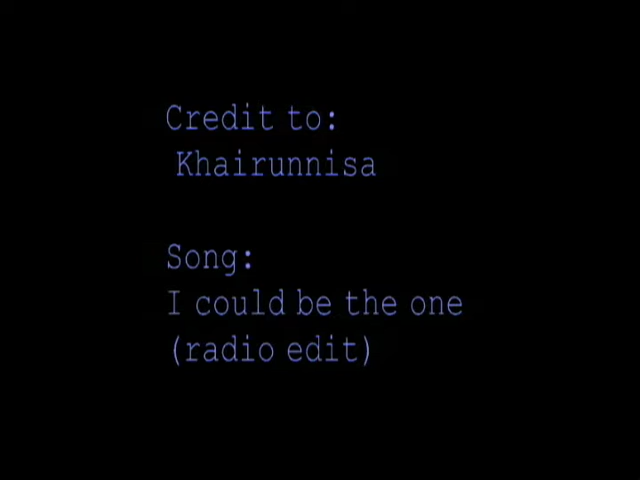 Credit to:
Khairunnisa
Song:
I could be the one
(radio edit)